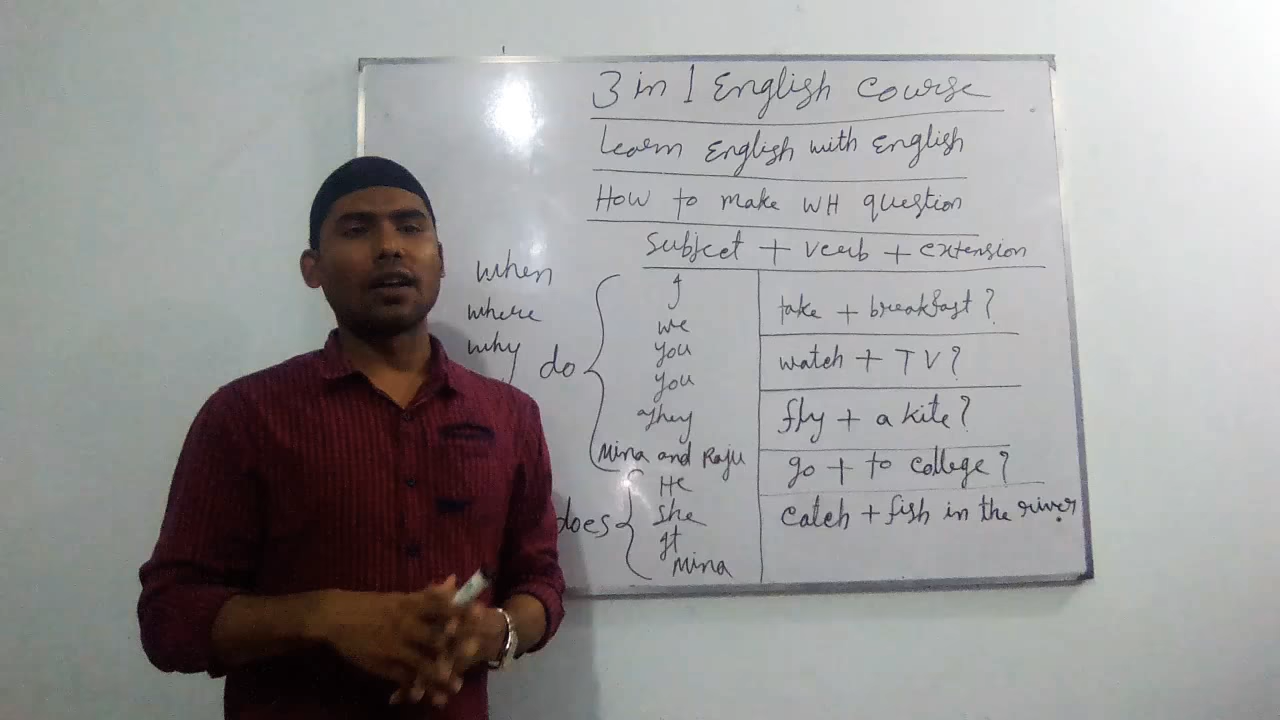 3 in 1 English Course
Learn English with English
How to make WH question
Subject + verb + extension
when
where
why
do
I
we
you
you
They
Mina and Raju
does
He
She
It
Mina
take + breakfast?
watch + TV?
fly + a kite?
go + to college?
catch + fish in the river